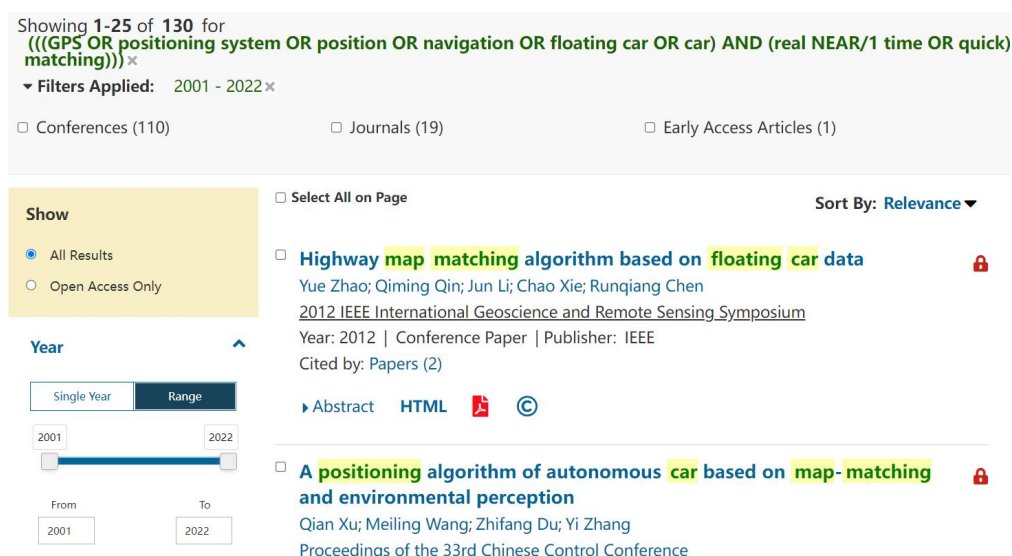 Showing 1-25 of 130 for
(((GPS OR positioning system OR position OR navigation OR floating car OR car) AND (real NEAR/1 time OR quick)
matching))) ×
Filters Applied: 2001 - 2022 ×
Conferences (110)
Journals (19)
Early Access Articles (1)
Show
All Results
Open Access Only
Year
Single Year
Range
2001
2022
From
To
2001
2022
Select All on Page
Sort By: Relevance
Highway map matching algorithm based on floating car data
Yue Zhao; Qiming Qin; Jun Li; Chao Xie; Runqiang Chen
2012 IEEE International Geoscience and Remote Sensing Symposium
Year: 2012 | Conference Paper | Publisher: IEEE
Cited by: Papers (2)
Abstract HTML ©
A positioning algorithm of autonomous car based on map-matching
and environmental perception
Qian Xu; Meiling Wang; Zhifang Du; Yi Zhang
Proceedings of the 33rd Chinese Control Conference